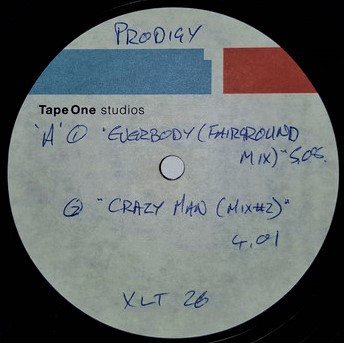 PRODIGY
Tape One studios
'A' ① "EVERBODY (FAIRGROUND
MIX)" 5.08.
② "CRAZY MAN (MIX#2)"
4.01
XLT 26